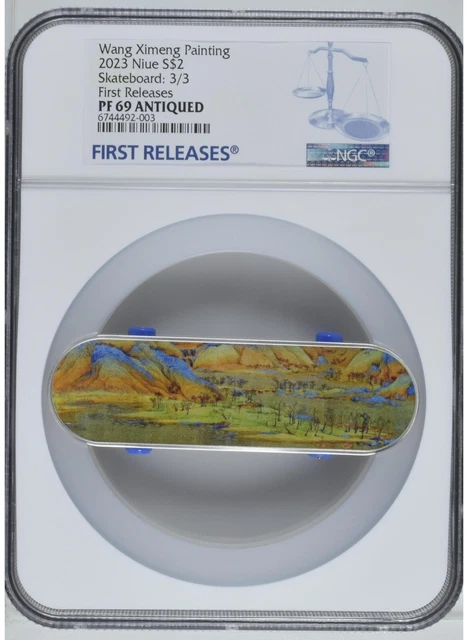 Wang Ximeng Painting
2023 Niue S$2
Skateboard: 3/3
First Releases
PF 69 ANTIQUED
6744492-003
FIRST RELEASES®
NGC®